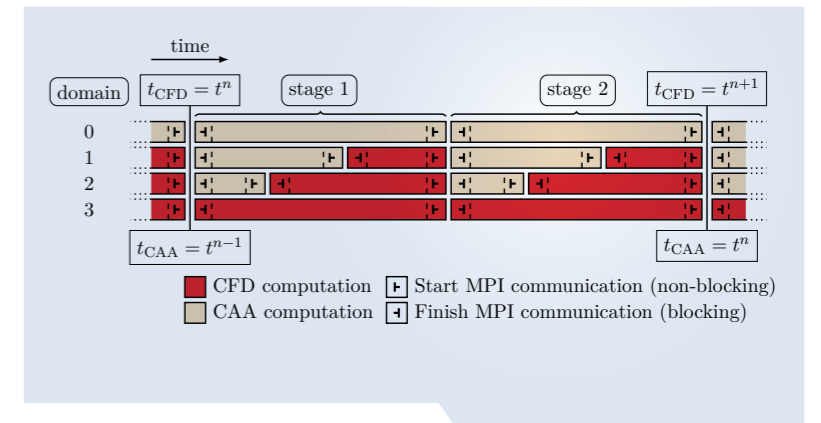 time
domain
t_CFD = t^n
stage 1
stage 2
t_CFD = t^{n+1}
0
1
2
3
t_CAA = t^{n−1}
t_CAA = t^n
CFD computation
Start MPI communication (non-blocking)
CAA computation
Finish MPI communication (blocking)